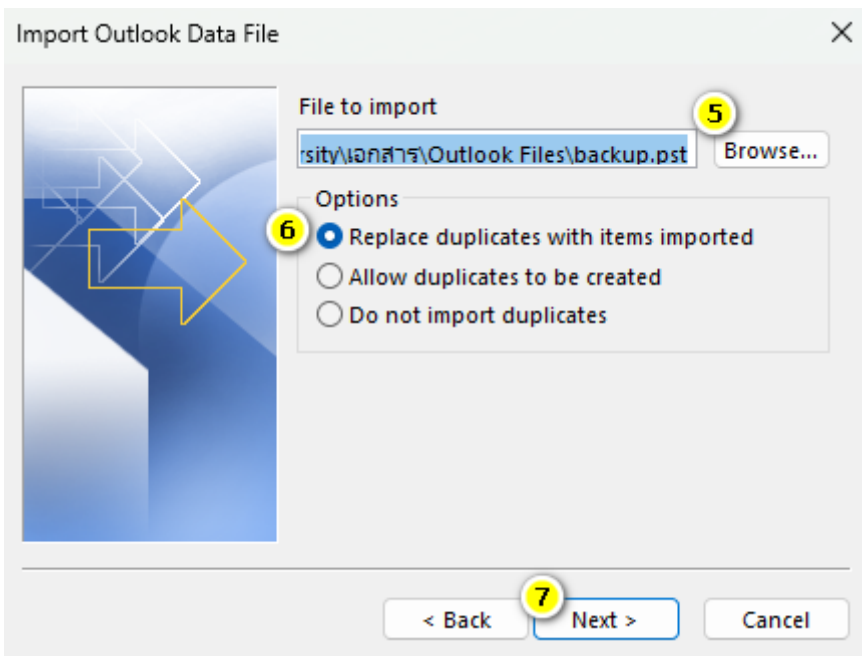 Import Outlook Data File
File to import
5
rsity\เอกสาร\Outlook Files\backup.pst
Browse...
Options
6
Replace duplicates with items imported
Allow duplicates to be created
Do not import duplicates
< Back
7
Next >
Cancel